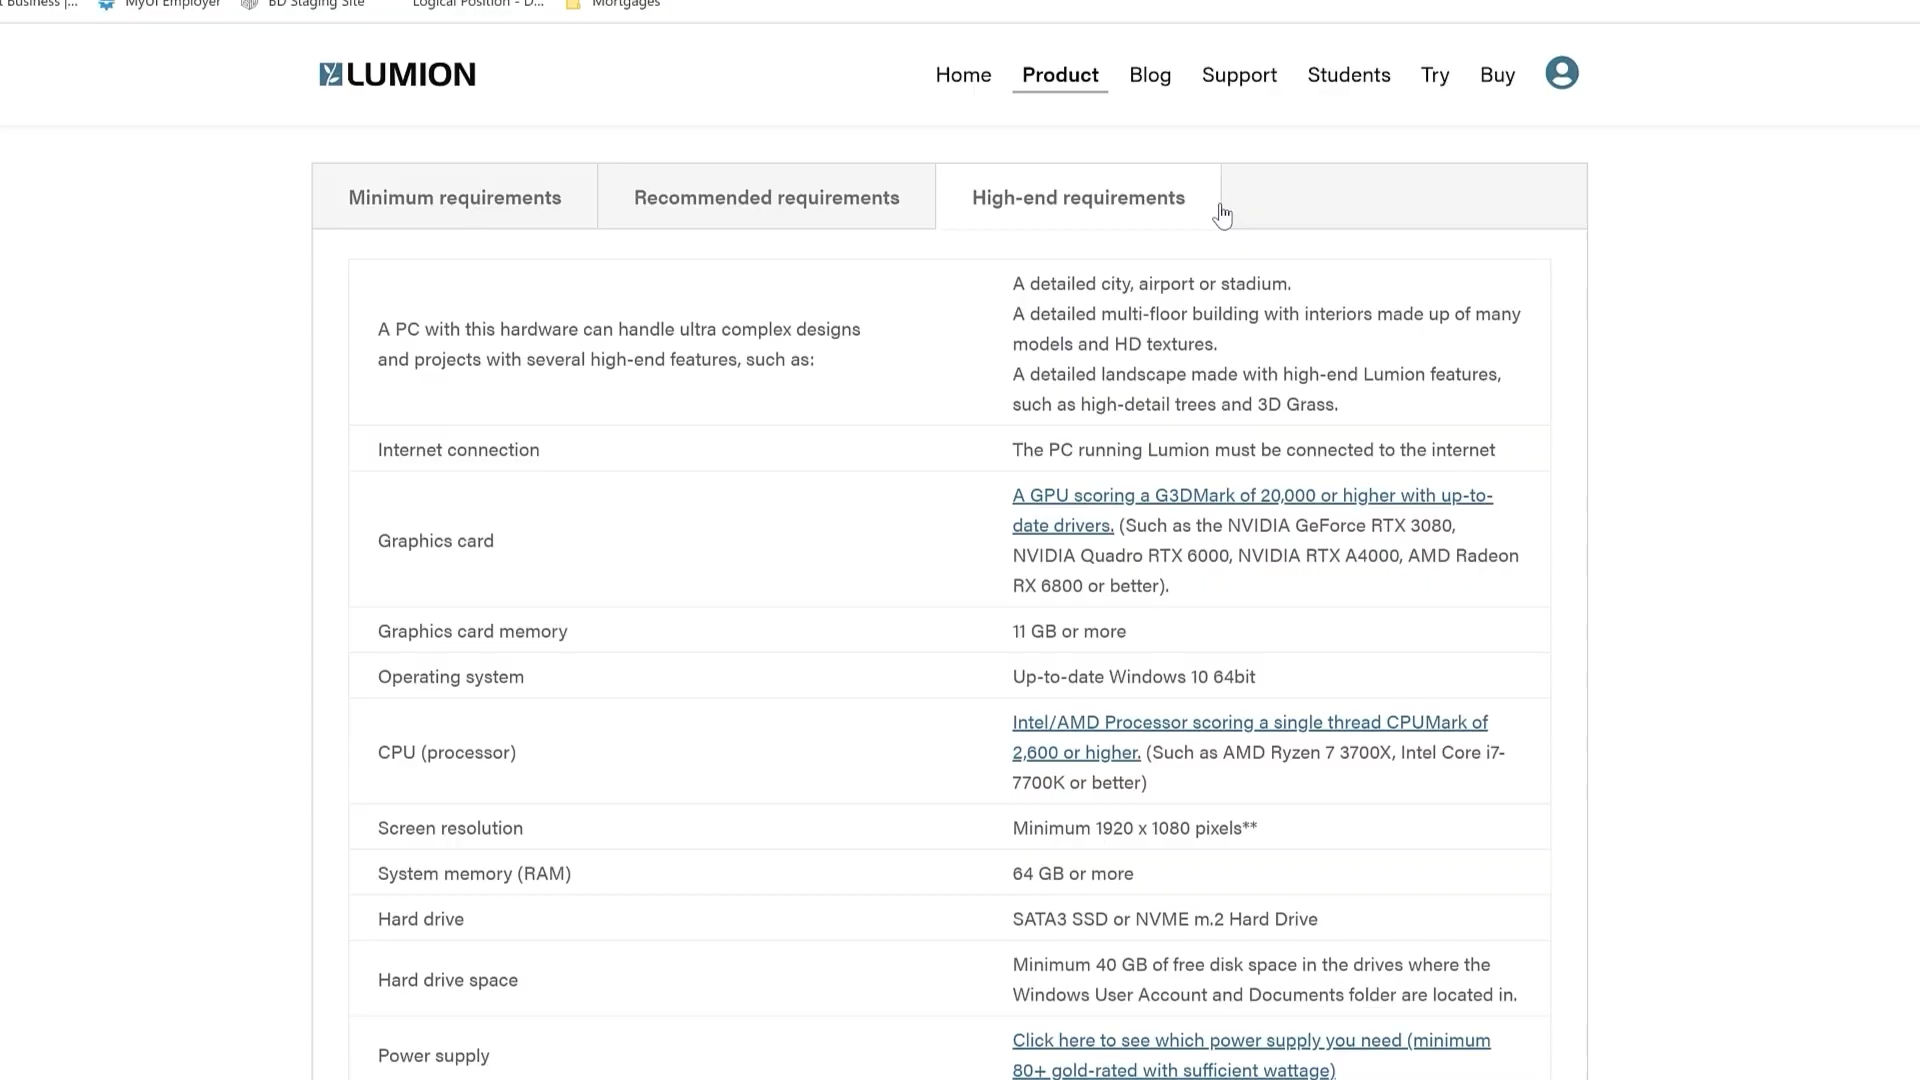 t Business |...
MyUI Employer
BD Staging Site
Logical Position - D...
Mortgages
LUMION
Home
Product
Blog
Support
Students
Try
Buy
Minimum requirements
Recommended requirements
High-end requirements
A PC with this hardware can handle ultra complex designs
and projects with several high-end features, such as:
A detailed city, airport or stadium.
A detailed multi-floor building with interiors made up of many
models and HD textures.
A detailed landscape made with high-end Lumion features,
such as high-detail trees and 3D Grass.
Internet connection
The PC running Lumion must be connected to the internet
Graphics card
A GPU scoring a G3DMark of 20,000 or higher with up-to-
date drivers. (Such as the NVIDIA GeForce RTX 3080,
NVIDIA Quadro RTX 6000, NVIDIA RTX A4000, AMD Radeon
RX 6800 or better).
Graphics card memory
11 GB or more
Operating system
Up-to-date Windows 10 64bit
CPU (processor)
Intel/AMD Processor scoring a single thread CPUMark of
2,600 or higher. (Such as AMD Ryzen 7 3700X, Intel Core i7-
7700K or better)
Screen resolution
Minimum 1920 x 1080 pixels**
System memory (RAM)
64 GB or more
Hard drive
SATA3 SSD or NVME m.2 Hard Drive
Hard drive space
Minimum 40 GB of free disk space in the drives where the
Windows User Account and Documents folder are located in.
Power supply
Click here to see which power supply you need (minimum
80+ gold-rated with sufficient wattage)